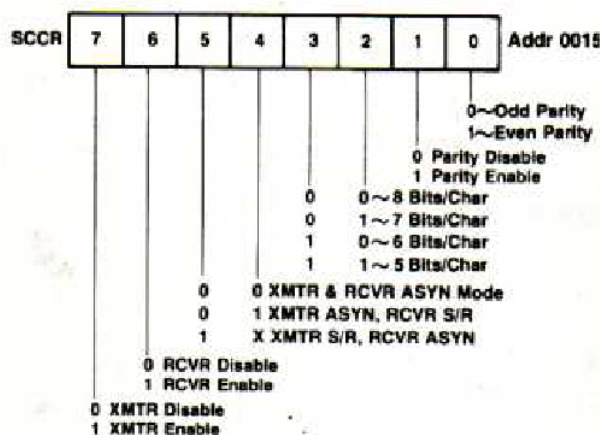 SCCR 7 6 5 4 3 2 1 0 Addr 0015
0~Odd Parity
1~Even Parity
0 Parity Disable
1 Parity Enable
0 0~8 Bits/Char
0 1~7 Bits/Char
1 0~6 Bits/Char
1 1~5 Bits/Char
0 0 XMTR & RCVR ASYN Mode
0 1 XMTR ASYN, RCVR S/R
1 X XMTR S/R, RCVR ASYN
0 RCVR Disable
1 RCVR Enable
0 XMTR Disable
1 XMTR Enable